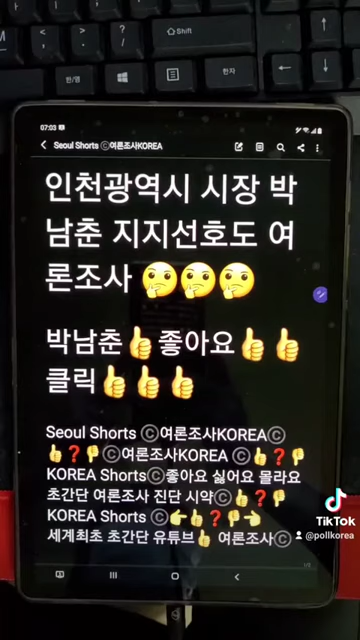 Shift
한/영
한자
07:03
Seoul Shorts ⓒ여론조사KOREA
인천광역시 시장 박
남춘 지지선호도 여
론조사 🤔🤔🤔
박남춘👍좋아요👍👍
클릭👍👍👍
Seoul Shorts ⓒ여론조사KOREAⓒ
👍❓👎ⓒ여론조사KOREA ⓒ👍❓👎
KOREA Shortsⓒ좋아요 싫어요 몰라요
초간단 여론조사 진단 시약ⓒ👍❓👎
KOREA Shorts ⓒ👉👍❓👎👈
세계최초 초간단 유튜브👍 여론조사ⓒ
TikTok
@pollkorea